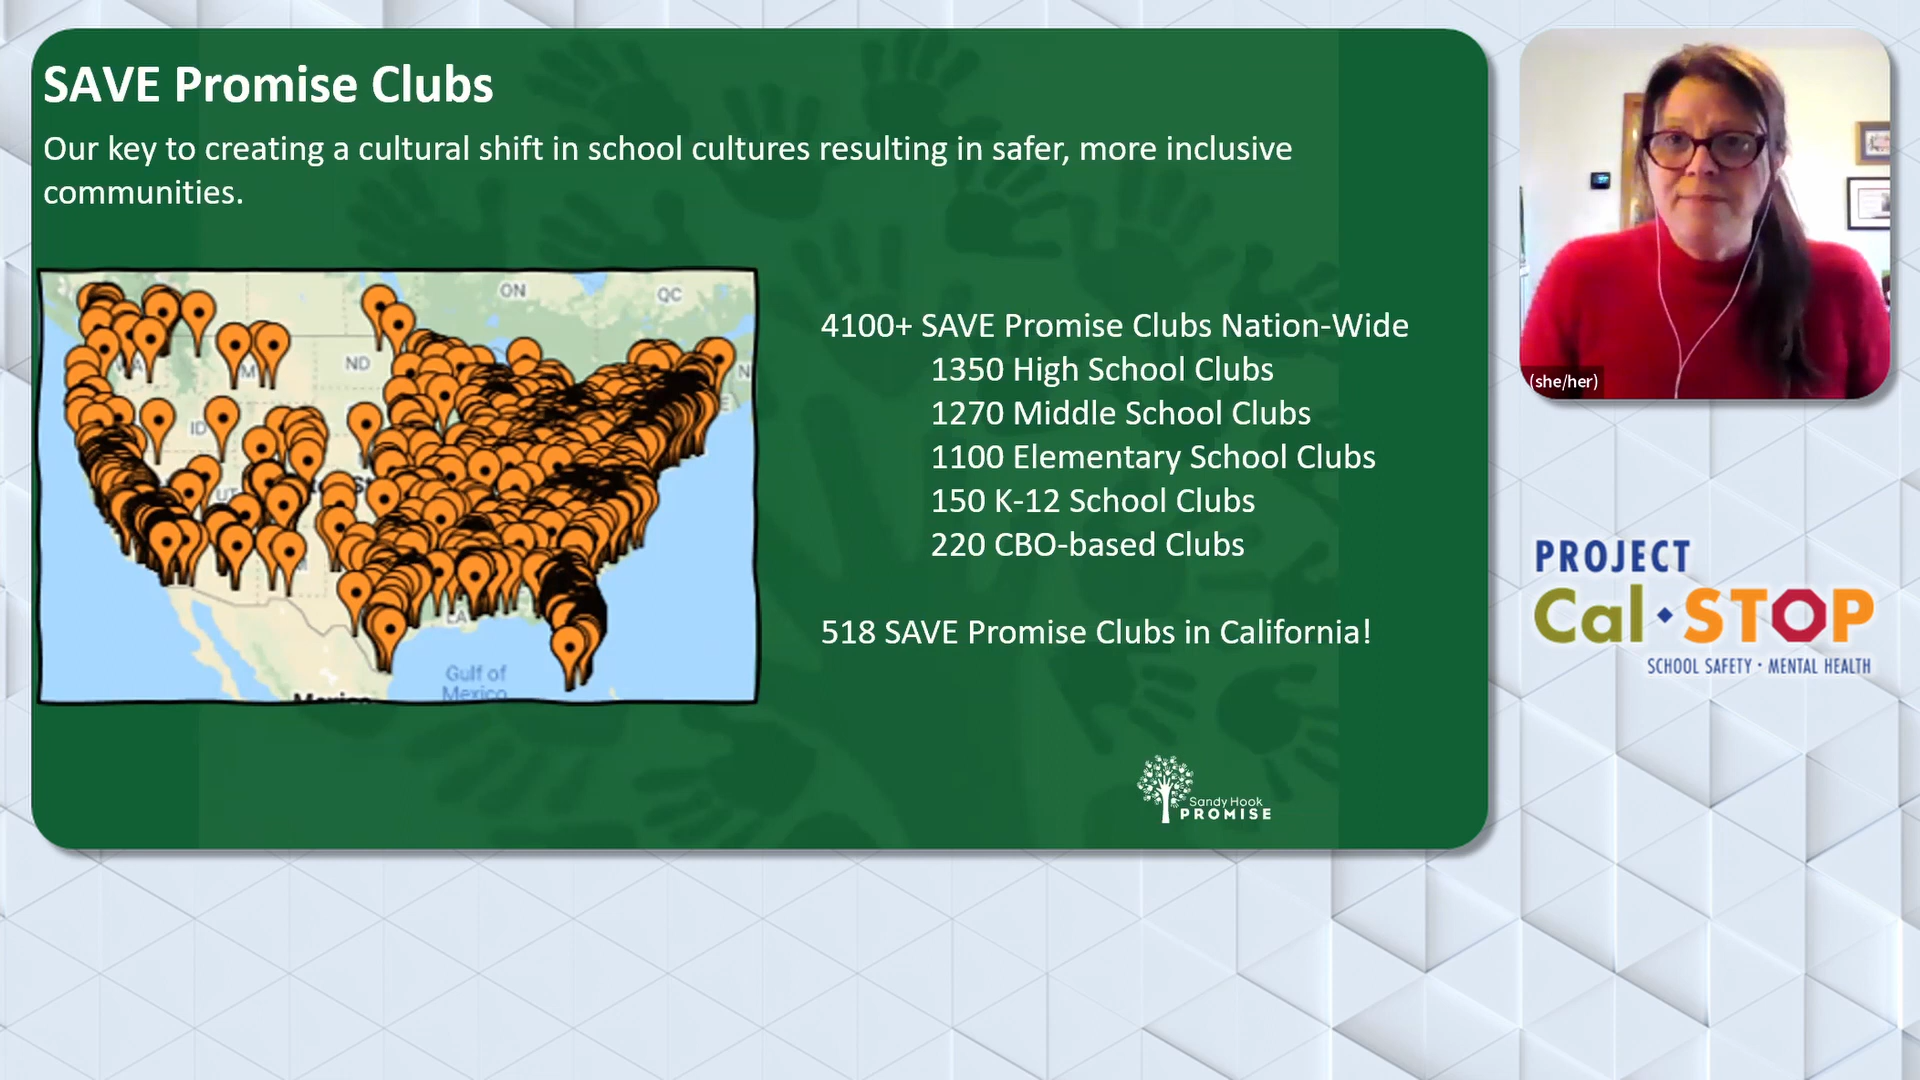 SAVE Promise Clubs
Our key to creating a cultural shift in school cultures resulting in safer, more inclusive
communities.
ON
QC
ND
ID
LA
Gulf of
Mexico
Mexico
4100+ SAVE Promise Clubs Nation-Wide
1350 High School Clubs
1270 Middle School Clubs
1100 Elementary School Clubs
150 K-12 School Clubs
220 CBO-based Clubs
518 SAVE Promise Clubs in California!
Sandy Hook
PROMISE
(she/her)
PROJECT
Cal•STOP
SCHOOL SAFETY • MENTAL HEALTH